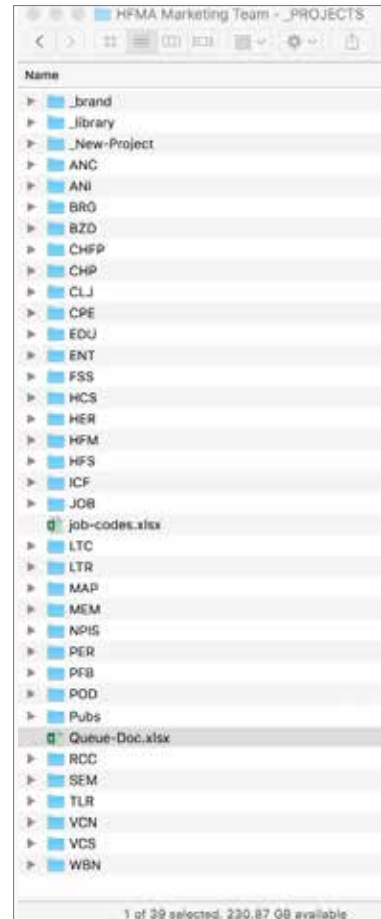 HFMA Marketing Team - _PROJECTS
Name
_brand
_library
_New-Project
ANC
ANI
BRG
BZD
CHFP
CHP
CLJ
CPE
EDU
ENT
FSS
HCS
HER
HFM
HFS
ICF
JOB
job-codes.xlsx
LTC
LTR
MAP
MEM
NPIS
PER
PFB
POD
Pubs
Queue-Doc.xlsx
RCC
SEM
TLR
VCN
VCS
WBN
1 of 39 selected, 230.87 GB available